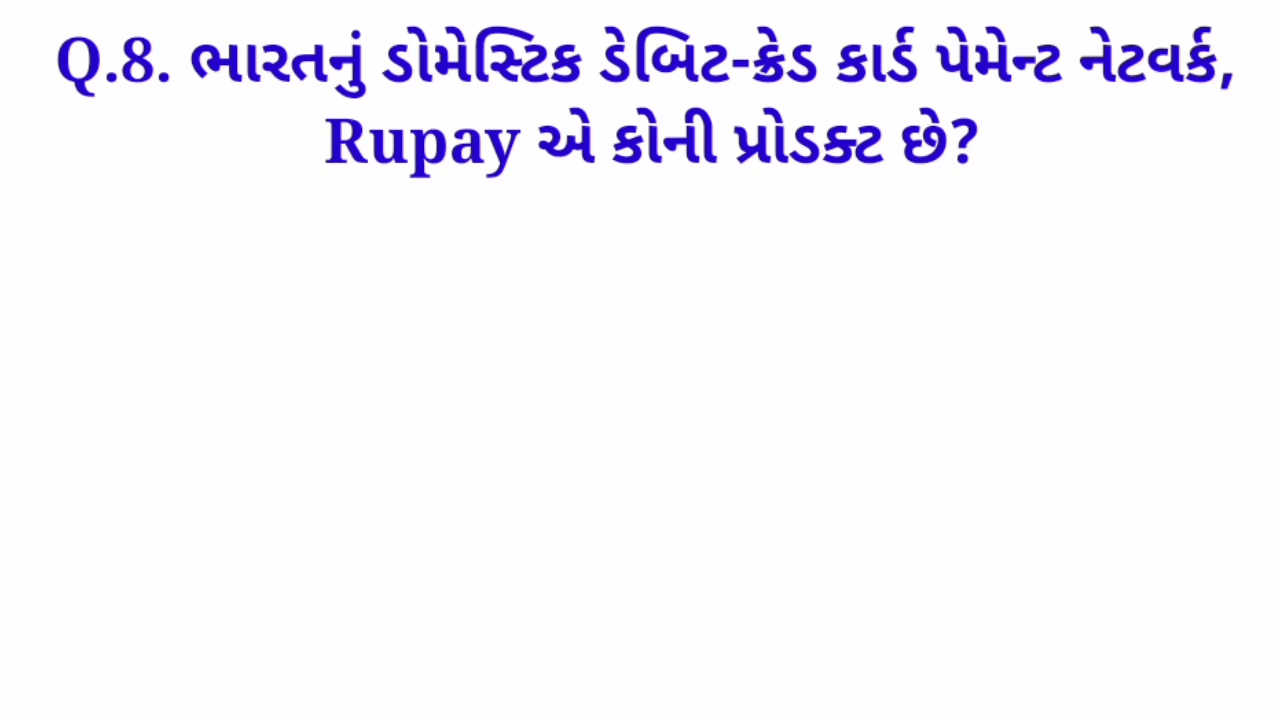 Q.8. ભારતનું ડોમેસ્ટિક ડેબિટ-ક્રેડ કાર્ડ પેમેન્ટ નેટવર્ક,
Rupay એ કોની પ્રોડક્ટ છે?